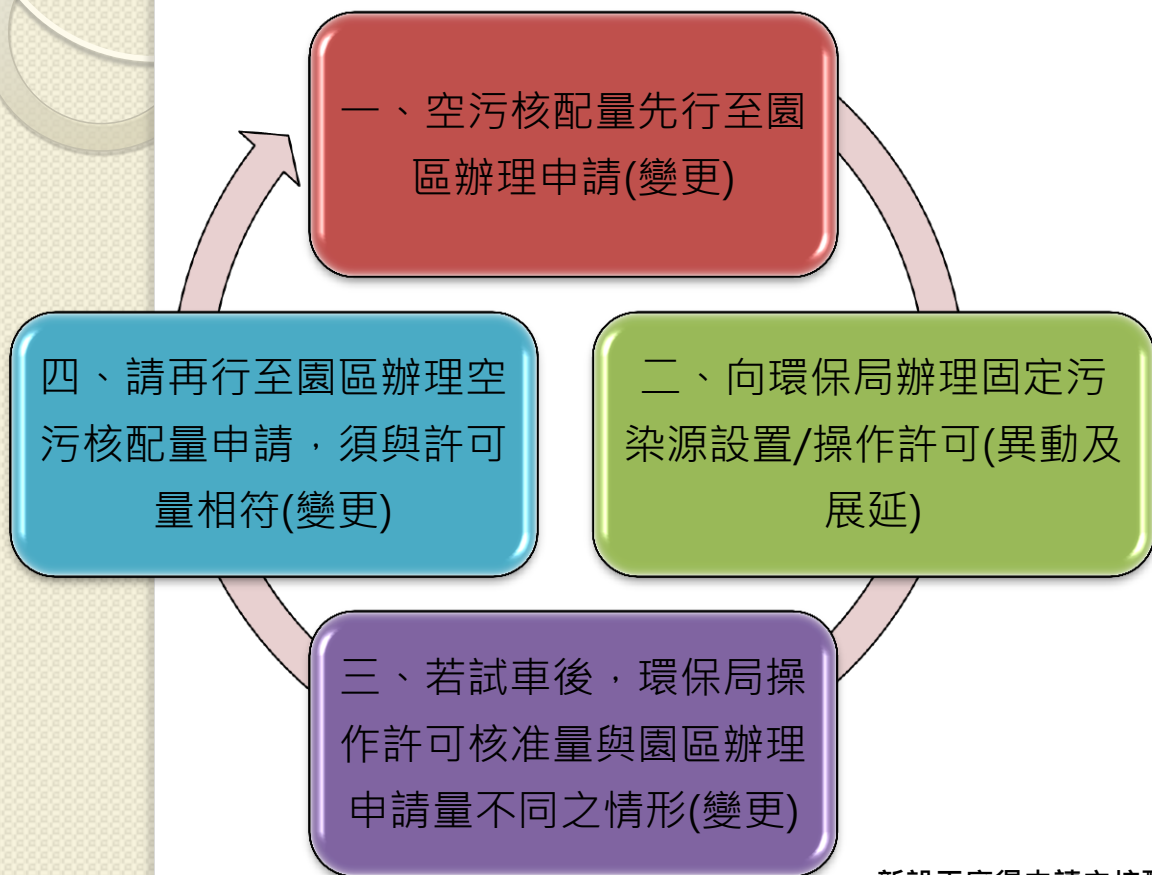 一、空污核配量先行至園
區辦理申請(變更)
二、向環保局辦理固定污
染源設置/操作許可(異動及
展延)
三、若試車後，環保局操
作許可核准量與園區辦理
申請量不同之情形(變更)
四、請再行至園區辦理空
污核配量申請，須與許可
量相符(變更)